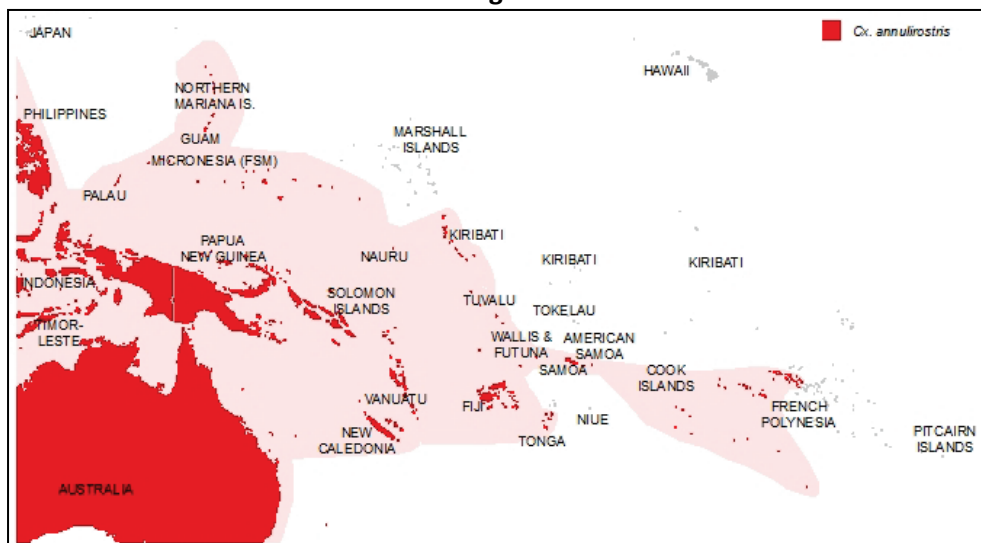 JAPAN
Cx. annulirostris
HAWAII
NORTHERN
MARIANA IS.
PHILIPPINES
GUAM
MARSHALL
ISLANDS
MICRONESIA (FSM)
PALAU
PAPUA
NEW GUINEA
NAURU
KIRIBATI
KIRIBATI
KIRIBATI
INDONESIA
SOLOMON
ISLANDS
TUVALU
TOKELAU
TIMOR-
LESTE
WALLIS &
FUTUNA
AMERICAN
SAMOA
SAMOA
COOK
ISLANDS
VANUATU
FIJI
FRENCH
POLYNESIA
NIUE
NEW
CALEDONIA
TONGA
PITCAIRN
ISLANDS
AUSTRALIA